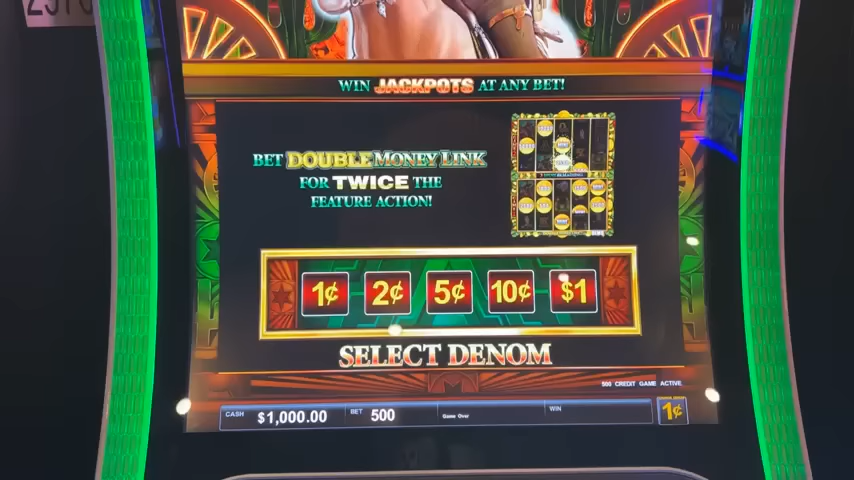 WIN JACKPOTS AT ANY BET!
BET DOUBLE MONEY LINK
FOR TWICE THE
FEATURE ACTION!
1¢ 2¢ 5¢ 10¢ $1
SELECT DENOM
500 CREDIT GAME ACTIVE
CASH $1,000.00 BET 500 Game Over WIN 1¢